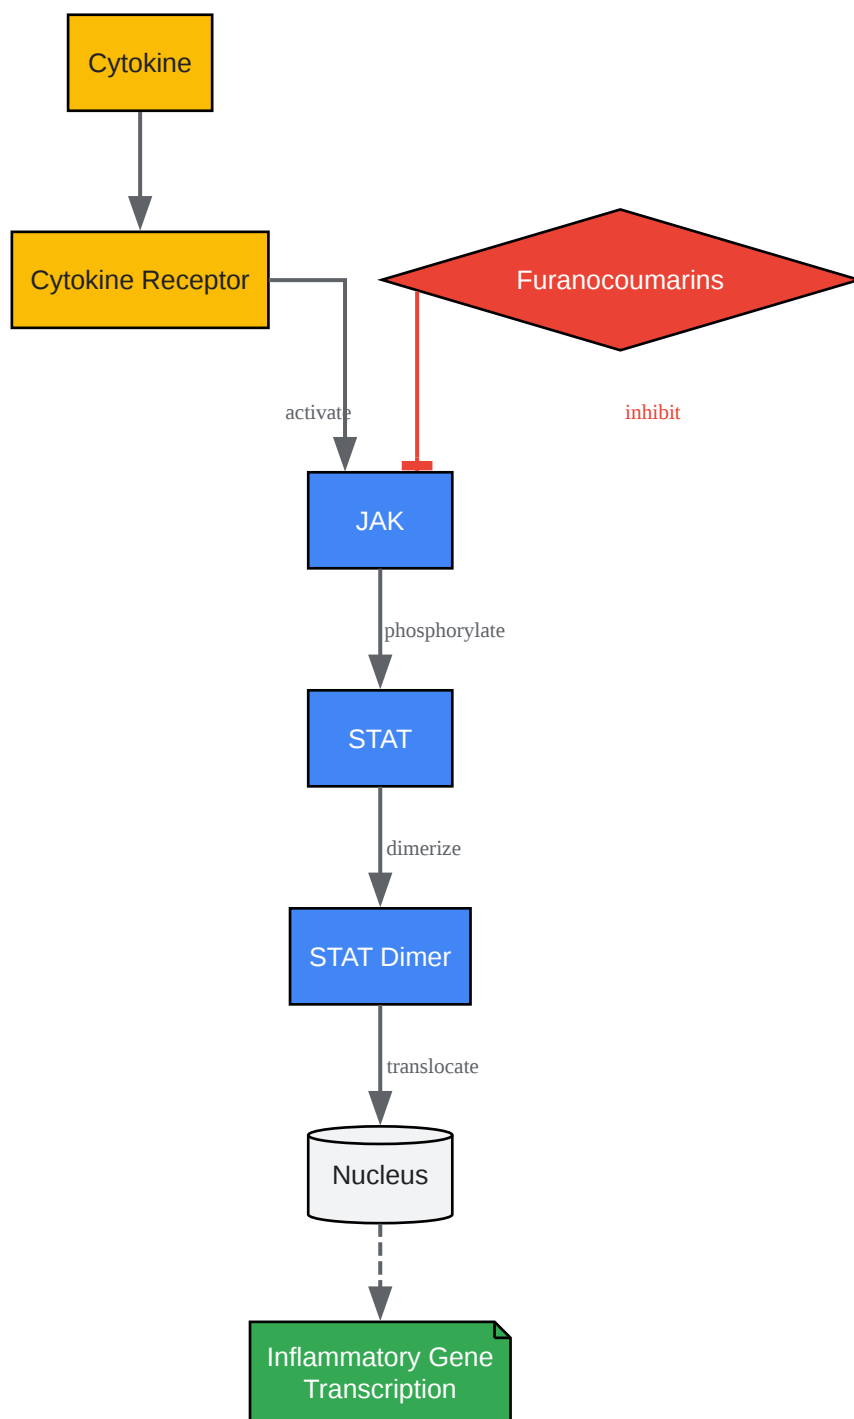 Cytokine
Cytokine Receptor
Furanocoumarins
activate
inhibit
JAK
phosphorylate
STAT
dimerize
STAT Dimer
translocate
Nucleus
Inflammatory Gene
Transcription